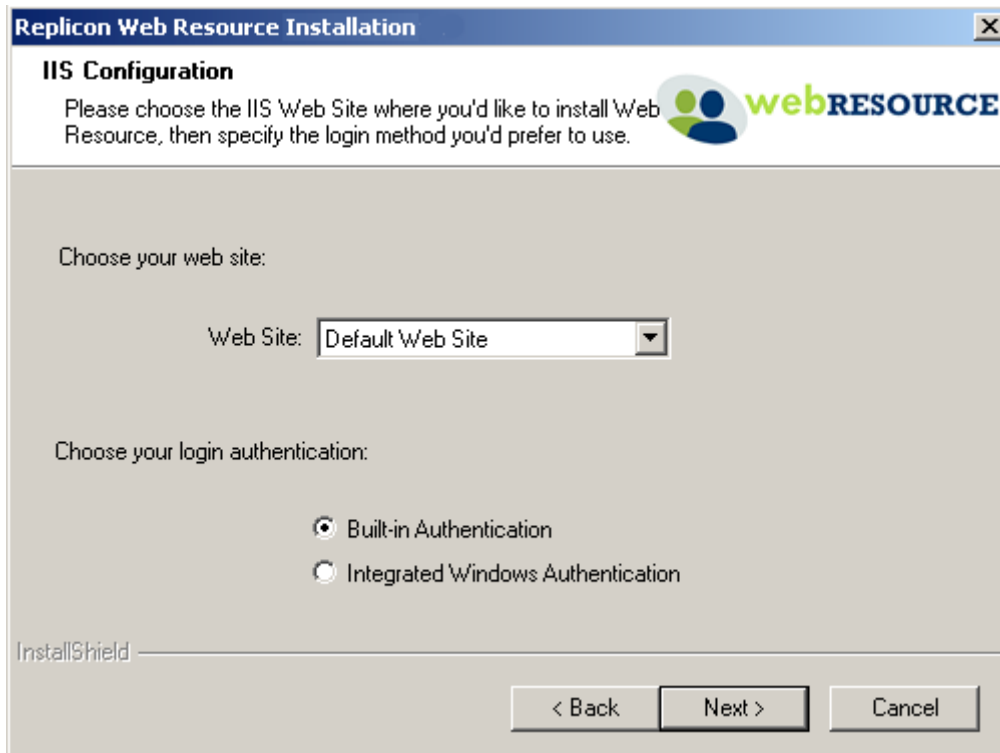 Replicon Web Resource Installation
IIS Configuration
Please choose the IIS Web Site where you'd like to install Web
Resource, then specify the login method you'd prefer to use.
webRESOURCE
Choose your web site:
Web Site: Default Web Site
Choose your login authentication:
Built-in Authentication
Integrated Windows Authentication
InstallShield
< Back Next > Cancel